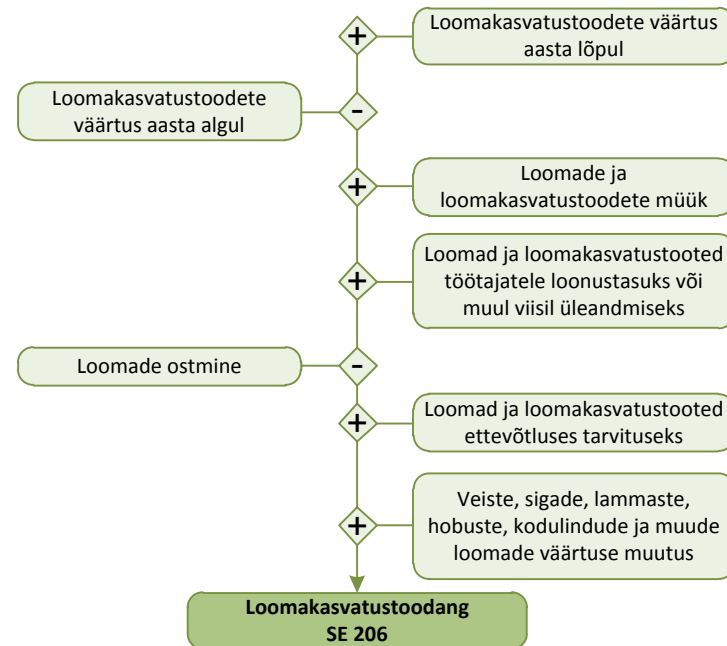 +
Loomakasvatustoodete väärtus
aasta lõpul
Loomakasvatustoodete
väärtus aasta algul
-
+
Loomade ja
loomakasvatustoodete müük
+
Loomad ja loomakasvatustooted
töötajatele loonustasuks või
muul viisil üleandmiseks
Loomade ostmine
-
+
Loomad ja loomakasvatustooted
ettevõtluses tarvituseks
+
Veiste, sigade, lammaste,
hobuste, kodulindude ja muude
loomade väärtuse muutus
Loomakasvatustoodang
SE 206